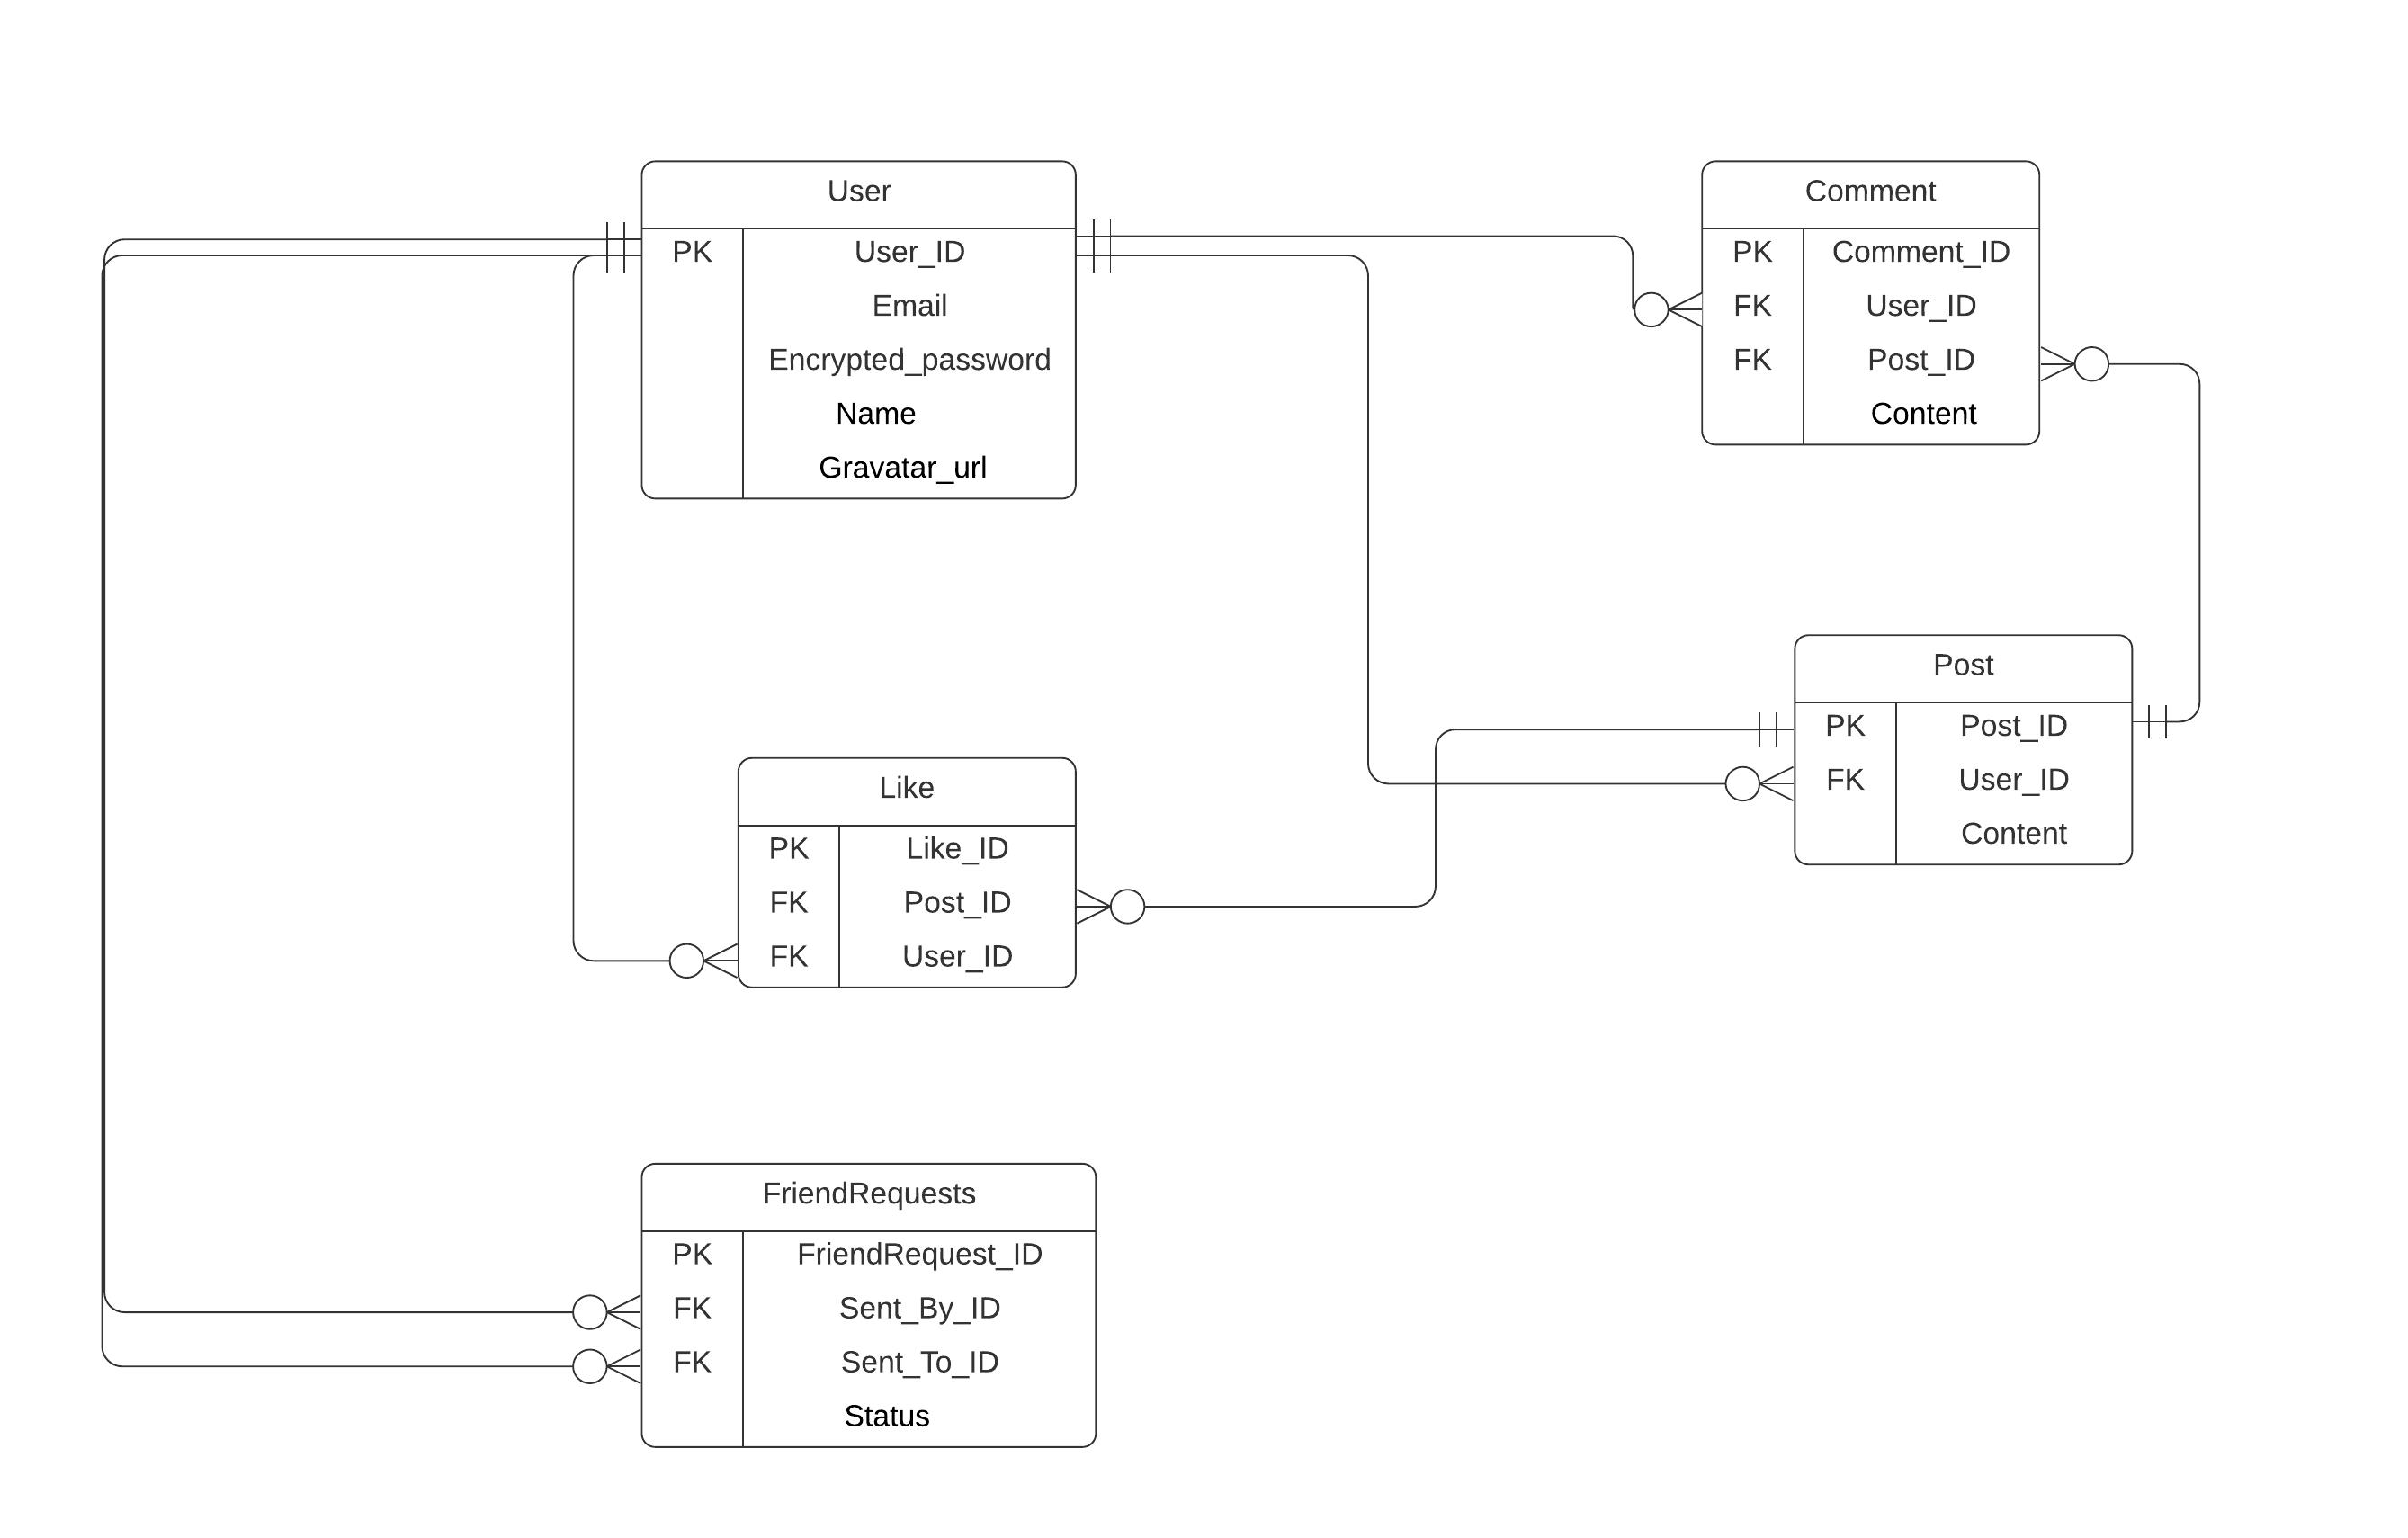 User
PK User_ID
Email
Encrypted_password
Name
Gravatar_url
Comment
PK Comment_ID
FK User_ID
FK Post_ID
Content
Post
PK Post_ID
FK User_ID
Content
Like
PK Like_ID
FK Post_ID
FK User_ID
FriendRequests
PK FriendRequest_ID
FK Sent_By_ID
FK Sent_To_ID
Status